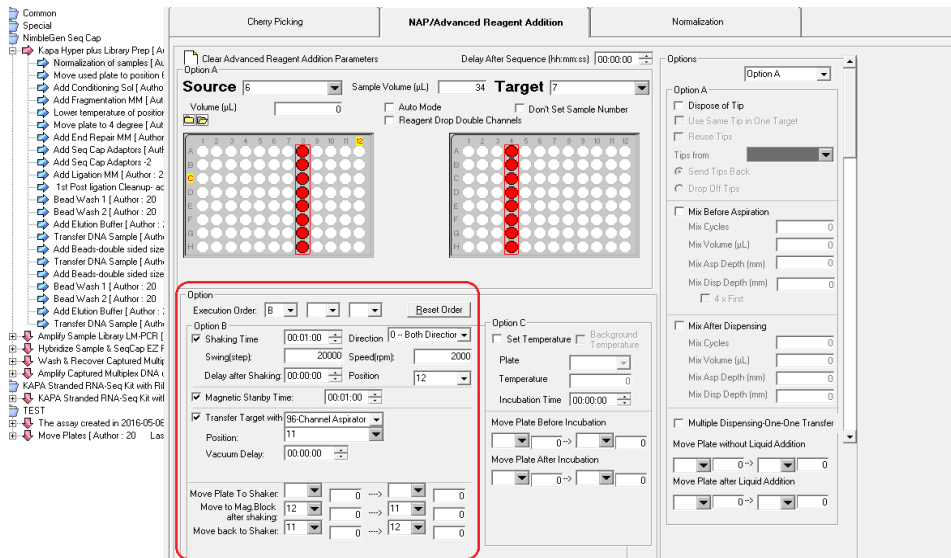 Common
Special
NimbleGen Seq Cap
Kapa Hyper plus Library Prep [ Au
Normalization of samples [ Au
Move used plate to position 6
Add Conditioning Sol [ Author
Add Fragmentation MM [ Aut
Lower temperature of position
Move plate to 4 degree [ Aut
Add End Repair MM [ Author
Add Seq Cap Adaptors [ Auth
Add Seq Cap Adaptors -2
Add Ligation MM [ Author : 2
1st Post ligation Cleanup- ac
Bead Wash 1 [ Author : 20
Bead Wash 2 [ Author : 20
Add Elution Buffer [ Author : 2
Transfer DNA Sample [ Autho
Add Beads-double sided size
Transfer DNA Sample [ Autho
Add Beads-double sided size
Bead Wash 1 [ Author : 20
Bead Wash 2 [ Author : 20
Add Elution Buffer [ Author : 2
Transfer DNA Sample [ Autho
Amplify Sample Library LM-PCR [
Hybridize Sample & SeqCap EZ F
Wash & Recover Captured Multip
Amplify Captured Multiplex DNA u
KAPA Stranded RNA-Seq Kit with Ril
KAPA Stranded RNA-Seq Kit witl
TEST
The assay created in 2016-05-06
Move Plates [ Author : 20 Las
Cherry Picking
NAP/Advanced Reagent Addition
Normalization
Clear Advanced Reagent Addition Parameters
Delay After Sequence (hh:mm:ss) 00:00:00
Option A
Source 6 Sample Volume (µL) 34 Target 7
Volume (µL) 0 Auto Mode Don't Set Sample Number
Reagent Drop Double Channels
1 2 3 4 5 6 7 8 9 10 11 12
A
B
C
D
E
F
G
H
1 2 3 4 5 6 7 8 9 10 11 12
A
B
C
D
E
F
G
H
Option
Execution Order: B Reset Order
Option B
Shaking Time 00:01:00 Direction 0 -- Both Direction
Swing(step): 20000 Speed(rpm): 2000
Delay after Shaking: 00:00:00 Position 12
Magnetic Stanby Time: 00:01:00
Transfer Target with 96-Channel Aspirator
Position: 11
Vacuum Delay: 00:00:00
Move Plate To Shaker: 0 ----> 0
Move to Mag.Block after shaking: 12 0 ----> 11 0
Move back to Shaker: 11 0 ----> 12 0
Option C
Set Temperature Background Temperature
Plate
Temperature 0
Incubation Time 00:00:00
Move Plate Before Incubation
0--> 0
Move Plate After Incubation
0--> 0
Options
Option A
Option A
Dispose of Tip
Use Same Tip in One Target
Reuse Tips
Tips from
Send Tips Back
Drop Off Tips
Mix Before Aspiration
Mix Cycles 0
Mix Volume (µL) 0
Mix Asp Depth (mm) 0
Mix Disp Depth (mm) 0
4 x First
Mix After Dispensing
Mix Cycles 0
Mix Volume (µL) 0
Mix Asp Depth (mm) 0
Mix Disp Depth (mm) 0
Multiple Dispensing-One-One Transfer
Move Plate without Liquid Addition
0--> 0
Move Plate after Liquid Addition
0--> 0